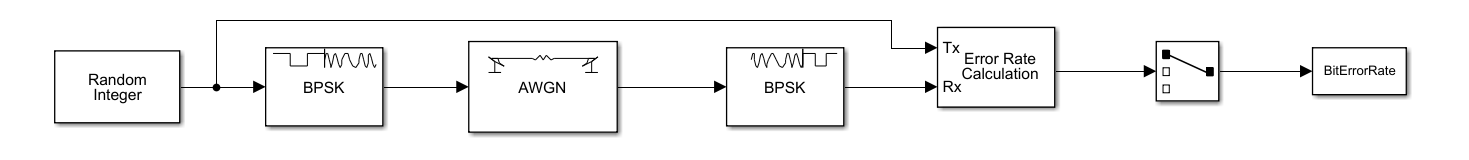 Random
Integer
BPSK
AWGN
BPSK
Tx
Error Rate
Calculation
Rx
BitErrorRate